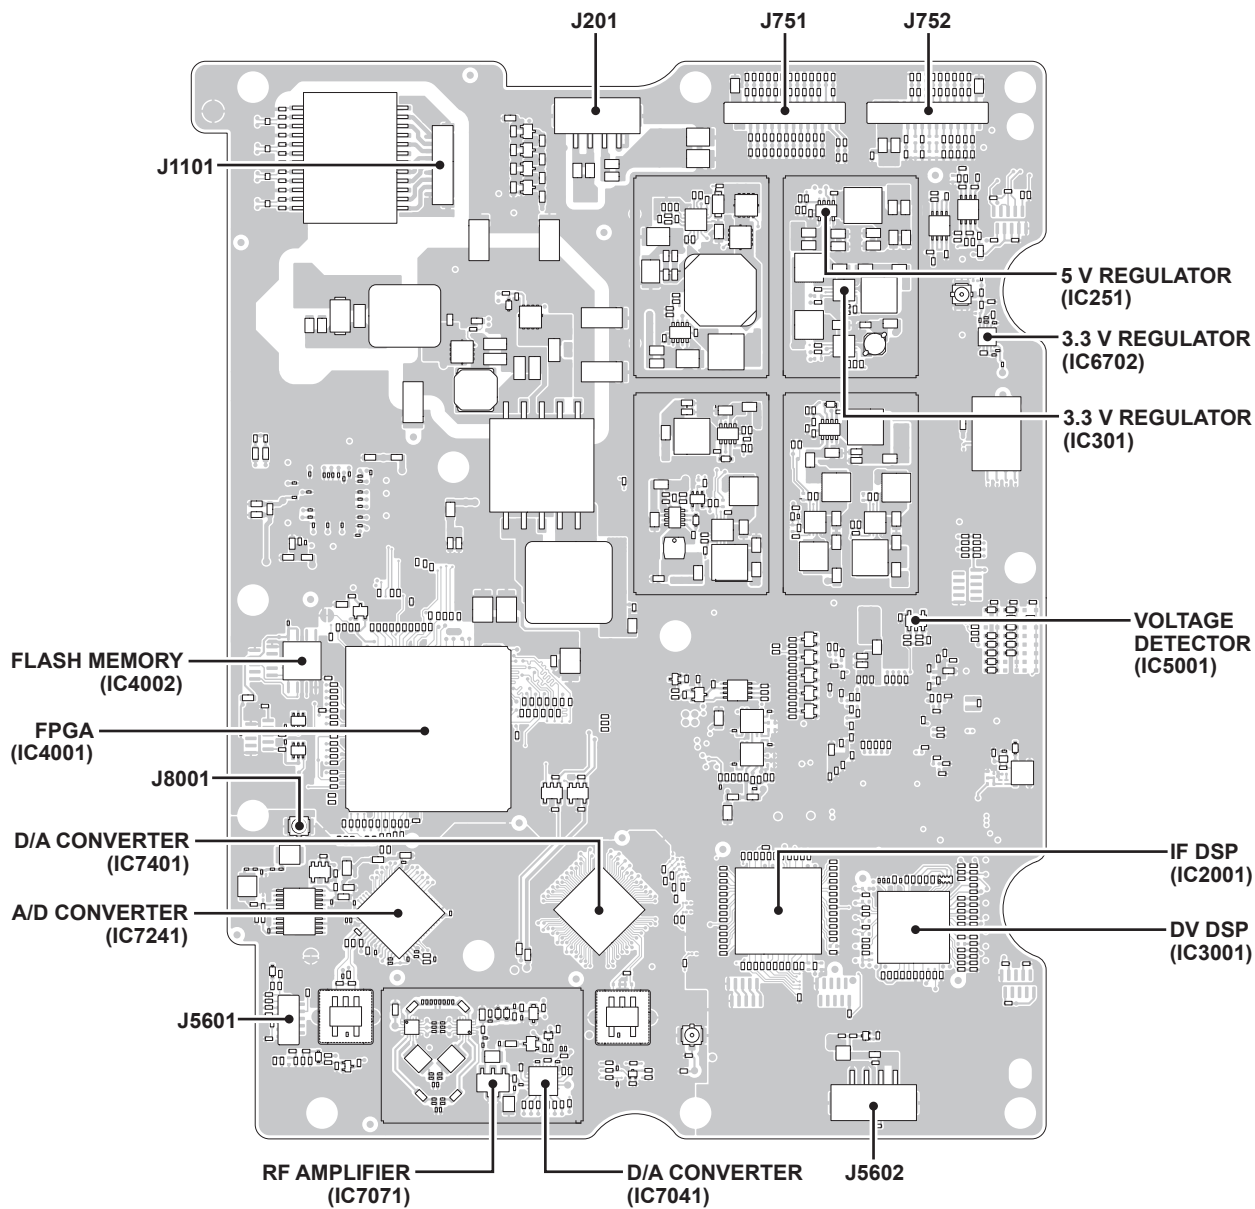 J201
J751
J752
J1101
5 V REGULATOR
(IC251)
3.3 V REGULATOR
(IC6702)
3.3 V REGULATOR
(IC301)
VOLTAGE
DETECTOR
(IC5001)
FLASH MEMORY
(IC4002)
FPGA
(IC4001)
J8001
D/A CONVERTER
(IC7401)
IF DSP
(IC2001)
A/D CONVERTER
(IC7241)
DV DSP
(IC3001)
J5601
RF AMPLIFIER
(IC7071)
D/A CONVERTER
(IC7041)
J5602